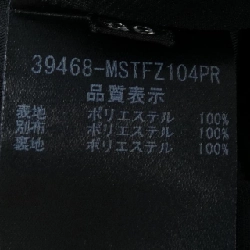 39468-MSTFZ104PR
品質表示
表地 ポリエステル 100%
別布 ポリエステル 100%
裏地 ポリエステル 100%